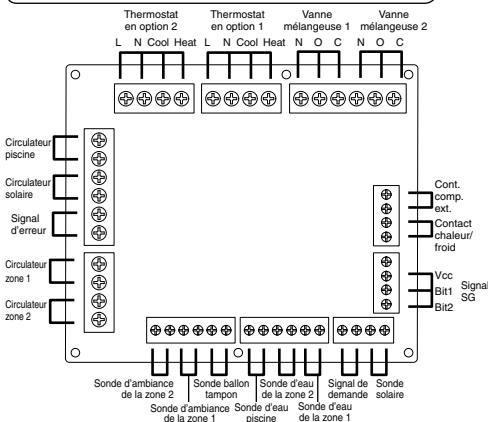 Thermostat en option 2
Thermostat en option 1
Vanne mélangeuse 1
Vanne mélangeuse 2
L N Cool Heat
L N Cool Heat
N O C
N O C
Circulateur piscine
Circulateur solaire
Signal d'erreur
Circulateur zone 1
Circulateur zone 2
Cont. comp. ext.
Contact chaleur/ froid
Vcc
Bit1
Bit2
Signal SG
Sonde d'ambiance de la zone 2
Sonde d'ambiance de la zone 1
Sonde ballon tampon
Sonde d'eau piscine
Sonde d'eau de la zone 2
Sonde d'eau de la zone 1
Signal de demande
Sonde solaire